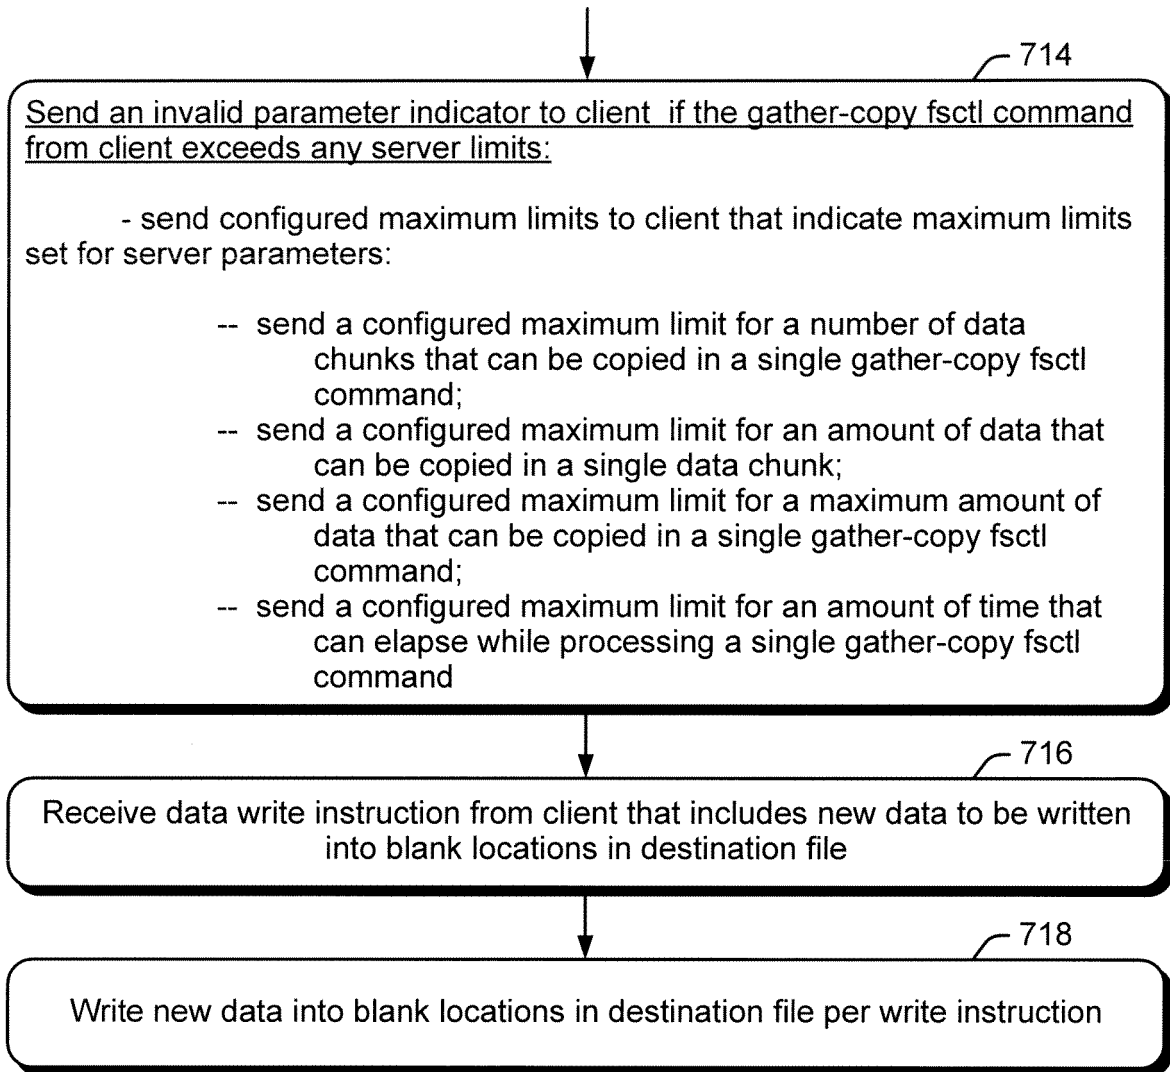 714
Send an invalid parameter indicator to client if the gather-copy fsctl command
from client exceeds any server limits:
- send configured maximum limits to client that indicate maximum limits
set for server parameters:
-- send a configured maximum limit for a number of data
chunks that can be copied in a single gather-copy fsctl
command;
-- send a configured maximum limit for an amount of data that
can be copied in a single data chunk;
-- send a configured maximum limit for a maximum amount of
data that can be copied in a single gather-copy fsctl
command;
-- send a configured maximum limit for an amount of time that
can elapse while processing a single gather-copy fsctl
command
716
Receive data write instruction from client that includes new data to be written
into blank locations in destination file
718
Write new data into blank locations in destination file per write instruction